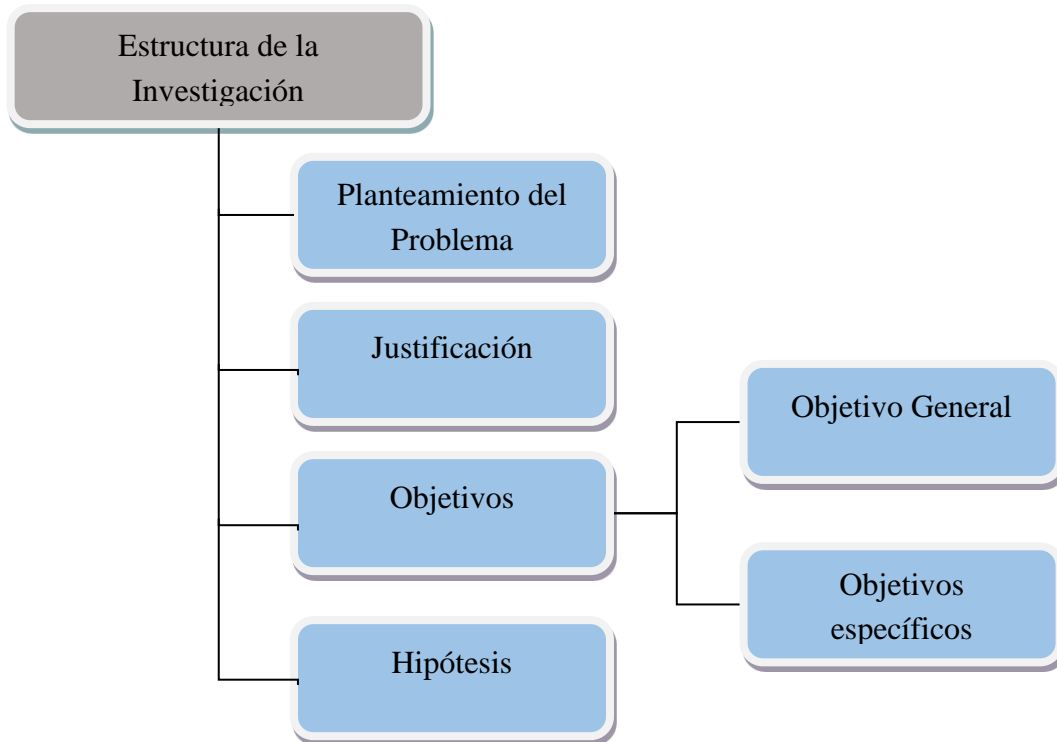 Estructura de la
Investigación
Planteamiento del
Problema
Justificación
Objetivos
Hipótesis
Objetivo General
Objetivos
específicos